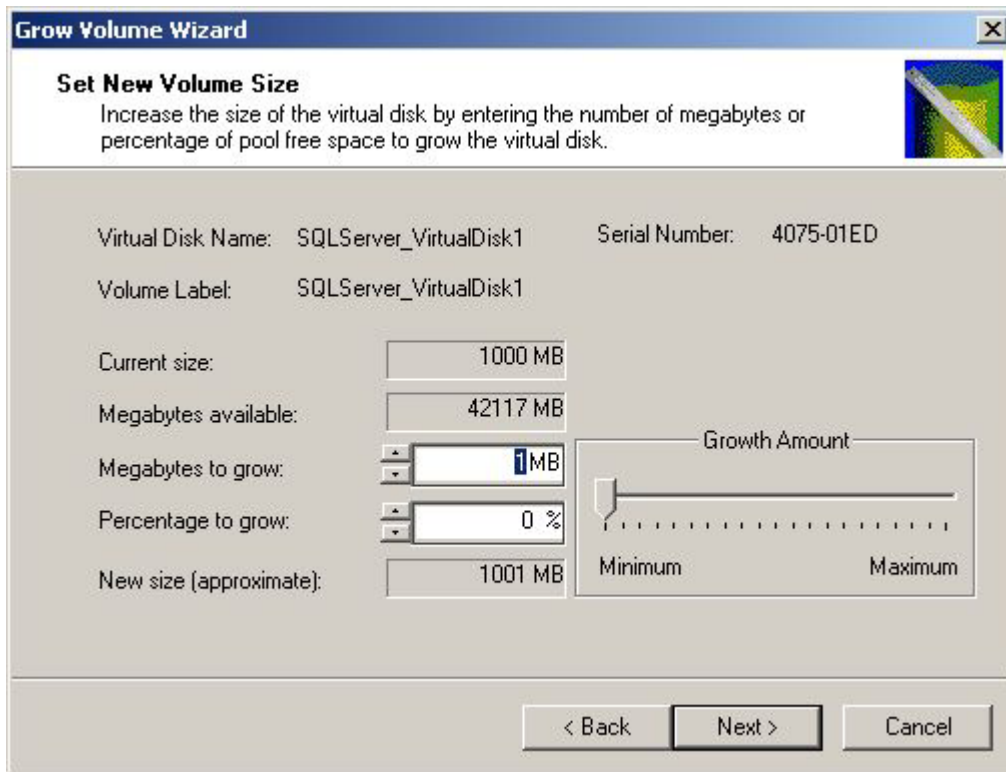 Grow Volume Wizard
Set New Volume Size
Increase the size of the virtual disk by entering the number of megabytes or
percentage of pool free space to grow the virtual disk.
Virtual Disk Name: SQLServer_VirtualDisk1 Serial Number: 4075-01ED
Volume Label: SQLServer_VirtualDisk1
Current size: 1000 MB
Megabytes available: 42117 MB
Growth Amount
Megabytes to grow: 1 MB
Percentage to grow: 0 %
Minimum Maximum
New size (approximate): 1001 MB
< Back Next > Cancel